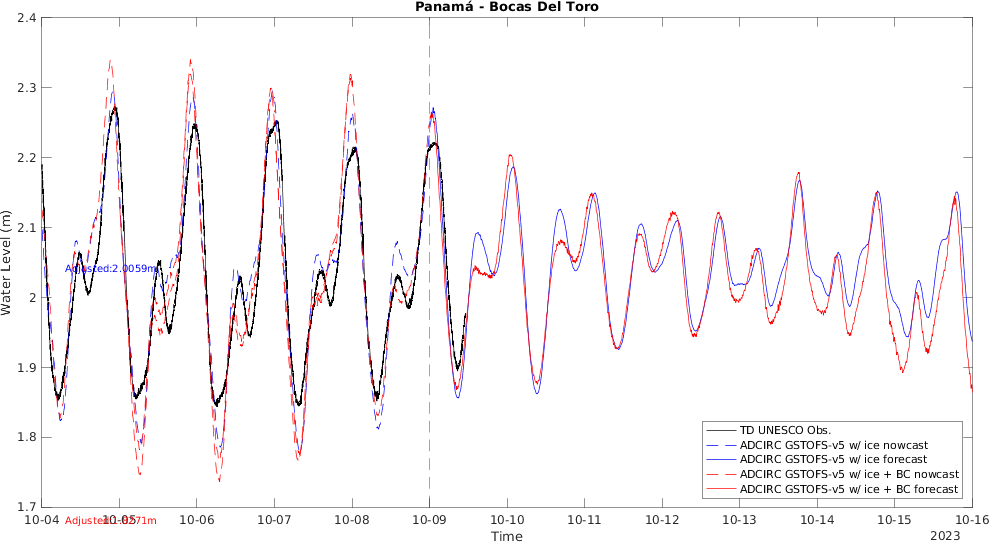 Panamá - Bocas Del Toro
Water Level (m)
2.4
2.3
2.2
2.1
2
1.9
1.8
1.7
Adjusted:2.0059m
TD UNESCO Obs.
ADCIRC GSTOFS-v5 w/ ice nowcast
ADCIRC GSTOFS-v5 w/ ice forecast
ADCIRC GSTOFS-v5 w/ ice + BC nowcast
ADCIRC GSTOFS-v5 w/ ice + BC forecast
10-04 10-05 10-06 10-07 10-08 10-09 10-10 10-11 10-12 10-13 10-14 10-15 10-16
Time
2023